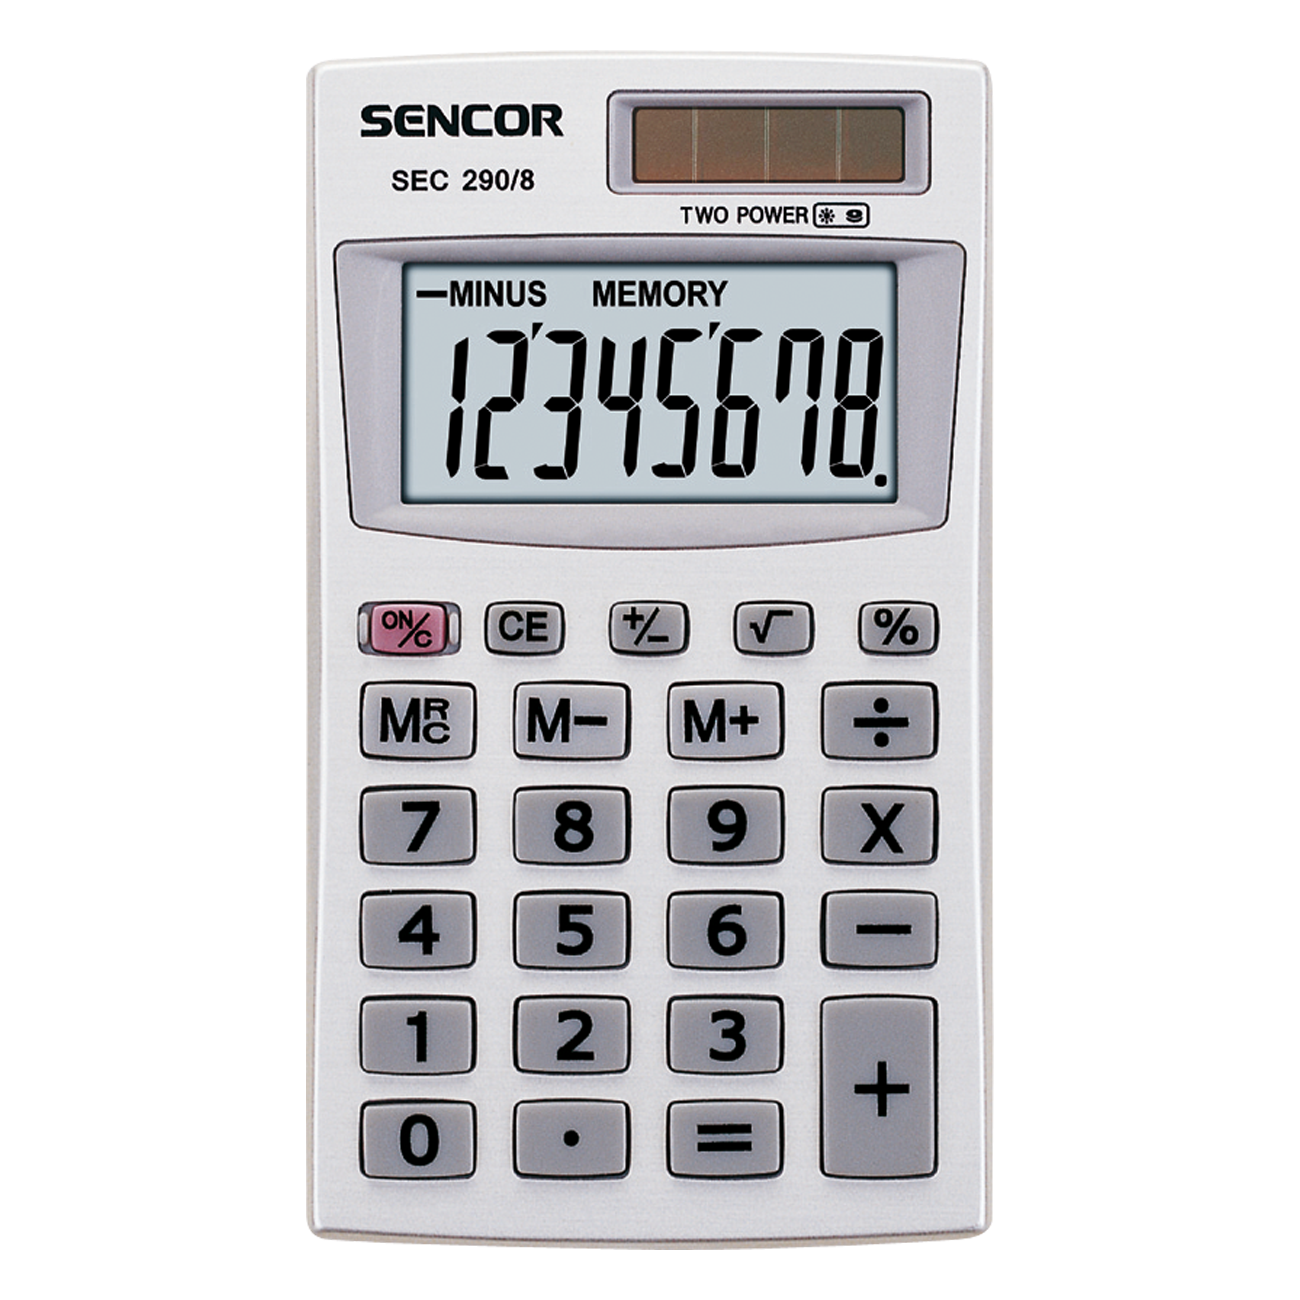 SENCOR
SEC 290/8
TWO POWER
—MINUS MEMORY
12'345'678.
ON/C CE +/− √ % 
MRC M− M+ ÷
7 8 9 X
4 5 6 −
1 2 3 +
0 · =